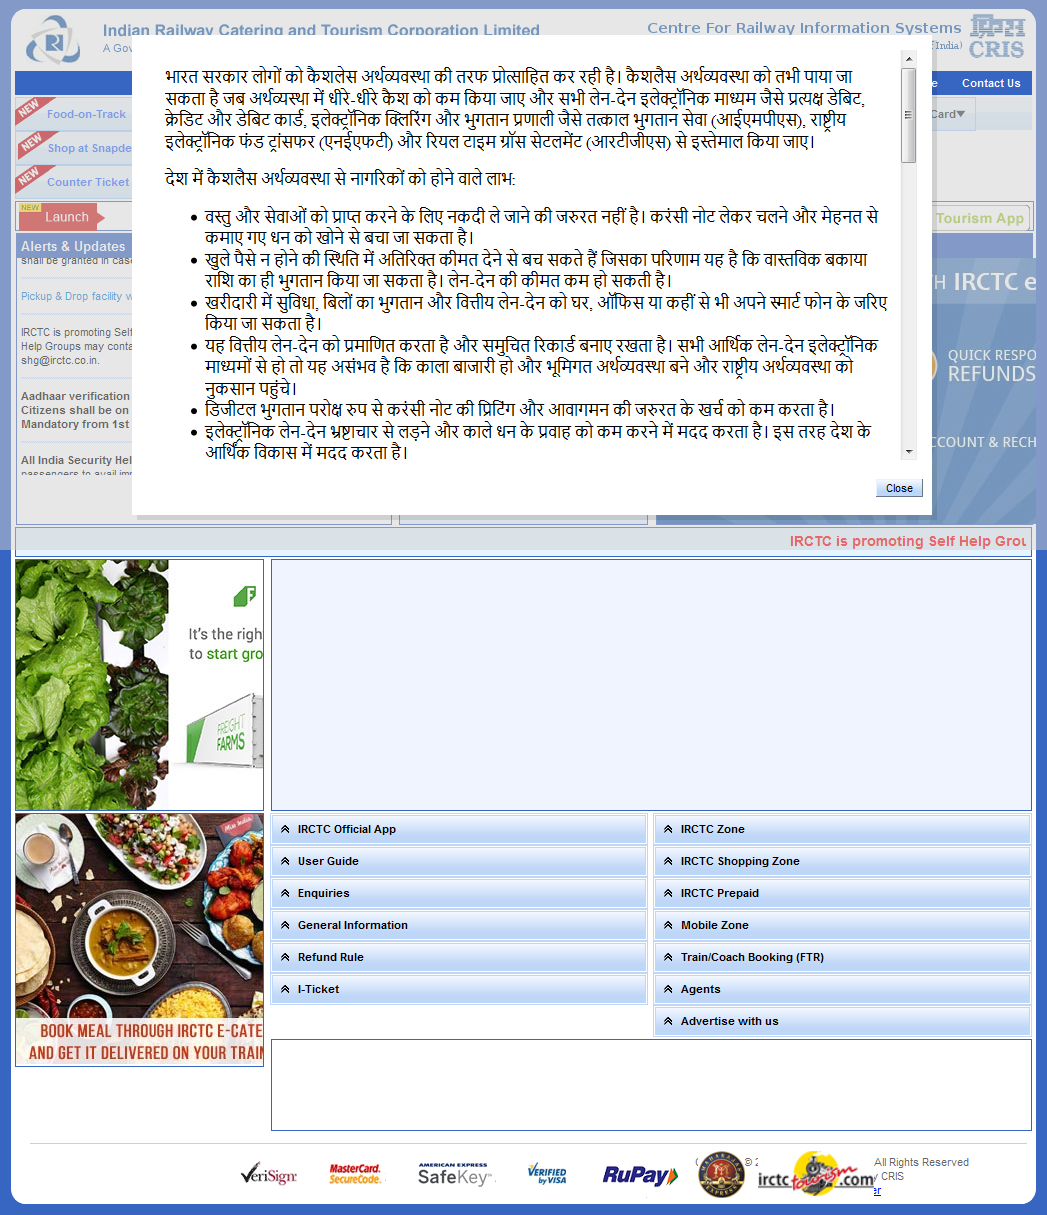 Indian Railway Catering and Tourism Corporation Limited
Centre For Railway Information Systems
A Gov
f India)
CRIS
Contact Us
NEW
Food-on-Track
Card
NEW
Shop at Snapde
NEW
Counter Ticket
NEW
Launch
Tourism App
Alerts & Updates
shall be granted in case
Pickup & Drop facility w
IRCTC is promoting Self
Help Groups may conta
shg@irctc.co.in.
Aadhaar verification
Citizens shall be on
Mandatory from 1st
All India Security Hel
passengers to avail imm
TH IRCTC e
QUICK RESPO
REFUNDS
CCOUNT & RECH
भारत सरकार लोगों को कैशलेस अर्थव्यवस्था की तरफ प्रोत्साहित कर रही है। कैशलैस अर्थव्यवस्था को तभी पाया जा
सकता है जब अर्थव्यस्था में धीरे-धीरे कैश को कम किया जाए और सभी लेन-देन इलेक्ट्रॉनिक माध्यम जैसे प्रत्यक्ष डेबिट,
क्रेडिट और डेबिट कार्ड, इलेक्ट्रॉनिक क्लिरिंग और भुगतान प्रणाली जैसे तत्काल भुगतान सेवा (आईएमपीएस), राष्ट्रीय
इलेक्ट्रॉनिक फंड ट्रांसफर (एनईएफटी) और रियल टाइम ग्रॉस सेटलमेंट (आरटीजीएस) से इस्तेमाल किया जाए।
देश में कैशलैस अर्थव्यवस्था से नागरिकों को होने वाले लाभ:
वस्तु और सेवाओं को प्राप्त करने के लिए नकदी ले जाने की जरुरत नहीं है। करंसी नोट लेकर चलने और मेहनत से
कमाए गए धन को खोने से बचा जा सकता है।
खुले पैसे न होने की स्थिति में अतिरिक्त कीमत देने से बच सकते हैं जिसका परिणाम यह है कि वास्तविक बकाया
राशि का ही भुगतान किया जा सकता है। लेन-देन की कीमत कम हो सकती है।
खरीदारी में सुविधा, बिलों का भुगतान और वित्तीय लेन-देन को घर, ऑफिस या कहीं से भी अपने स्मार्ट फोन के जरिए
किया जा सकता है।
यह वित्तीय लेन-देन को प्रमाणित करता है और समुचित रिकार्ड बनाए रखता है। सभी आर्थिक लेन-देन इलेक्ट्रॉनिक
माध्यमों से हो तो यह असंभव है कि काला बाजारी हो और भूमिगत अर्थव्यवस्था बने और राष्ट्रीय अर्थव्यवस्था को
नुकसान पहुंचे।
डिजीटल भुगतान परोक्ष रुप से करंसी नोट की प्रिटिंग और आवागमन की जरुरत के खर्च को कम करता है।
इलेक्ट्रॉनिक लेन-देन भ्रष्टाचार से लड़ने और काले धन के प्रवाह को कम करने में मदद करता है। इस तरह देश के
आर्थिक विकास में मदद करता है।
Close
IRCTC is promoting Self Help Grou
It's the righ
to start gro
FREIGHT
FARMS
BOOK MEAL THROUGH IRCTC E-CATE
AND GET IT DELIVERED ON YOUR TRAIN
IRCTC Official App
User Guide
Enquiries
General Information
Refund Rule
I-Ticket
IRCTC Zone
IRCTC Shopping Zone
IRCTC Prepaid
Mobile Zone
Train/Coach Booking (FTR)
Agents
Advertise with us
VeriSign
MasterCard.
SecureCode.
AMERICAN EXPRESS
SafeKey
VERIFIED
by VISA
RuPay
MAHARAJAS
EXPRESS
irctc tourism .com
All Rights Reserved
y CRIS
er